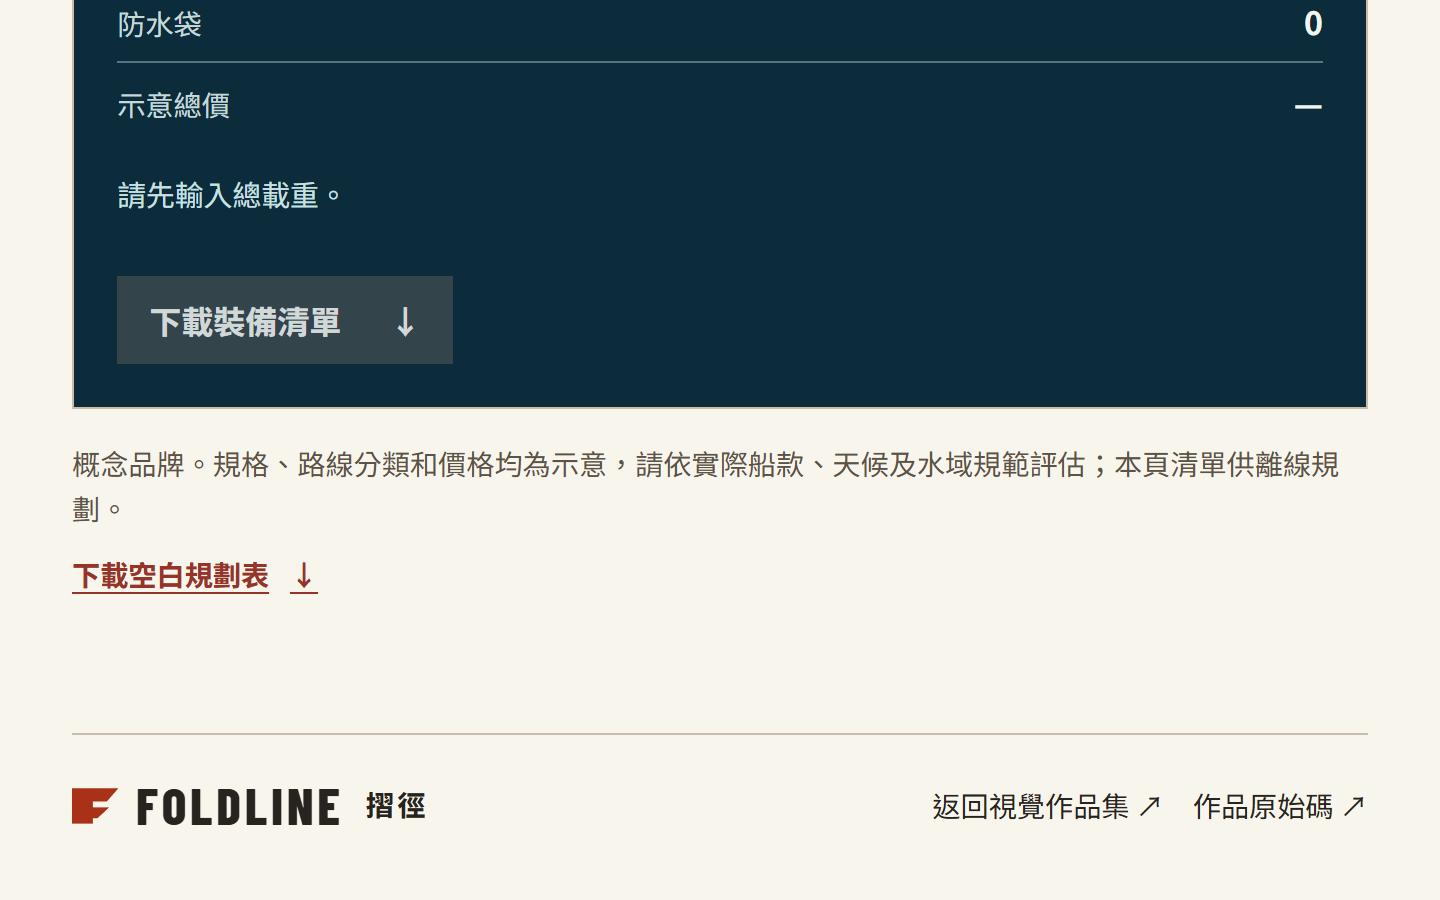 防水袋 0
示意總價 —
請先輸入總載重。
下載裝備清單 ↓
概念品牌。規格、路線分類和價格均為示意，請依實際船款、天候及水域規範評估；本頁清單供離線規
劃。
下載空白規劃表 ↓
FOLDLINE 摺徑
返回視覺作品集 ↗ 作品原始碼 ↗